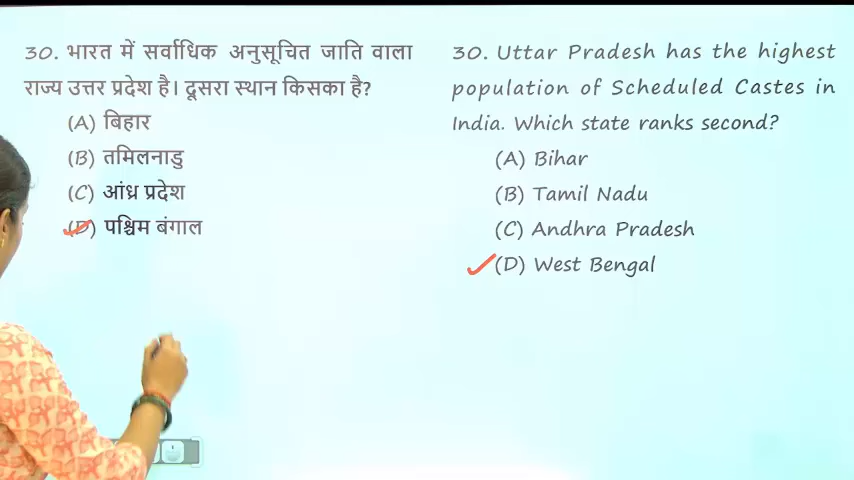 30. भारत में सर्वाधिक अनुसूचित जाति वाला
राज्य उत्तर प्रदेश है। दूसरा स्थान किसका है?
(A) बिहार
(B) तमिलनाडु
(C) आंध्र प्रदेश
(D) पश्चिम बंगाल
30. Uttar Pradesh has the highest
population of Scheduled Castes in
India. Which state ranks second?
(A) Bihar
(B) Tamil Nadu
(C) Andhra Pradesh
(D) West Bengal